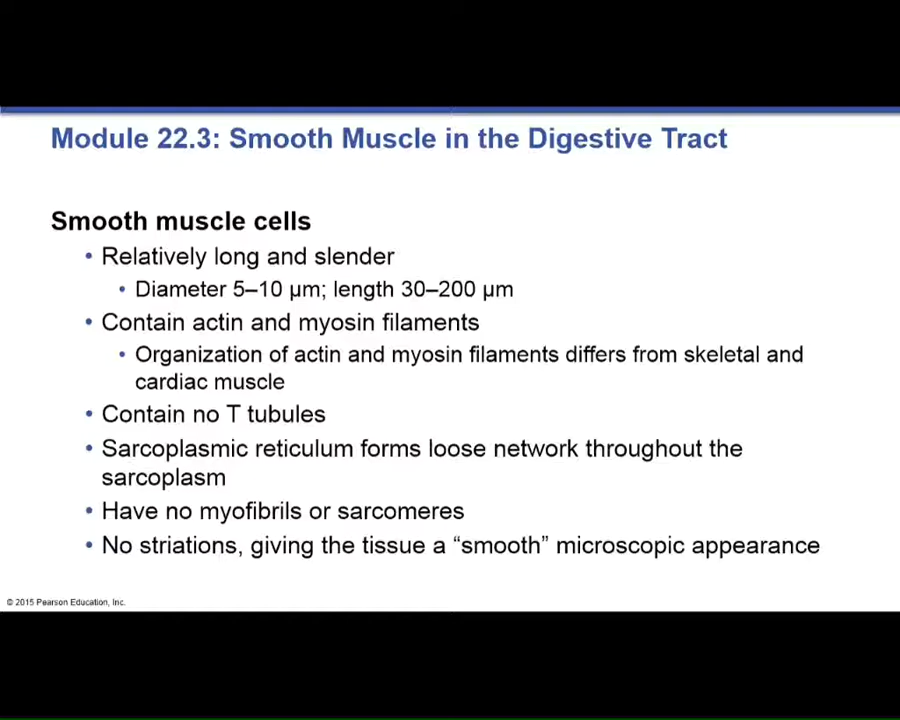 Module 22.3: Smooth Muscle in the Digestive Tract
Smooth muscle cells
• Relatively long and slender
• Diameter 5–10 µm; length 30–200 µm
• Contain actin and myosin filaments
• Organization of actin and myosin filaments differs from skeletal and
cardiac muscle
• Contain no T tubules
• Sarcoplasmic reticulum forms loose network throughout the
sarcoplasm
• Have no myofibrils or sarcomeres
• No striations, giving the tissue a “smooth” microscopic appearance
© 2015 Pearson Education, Inc.